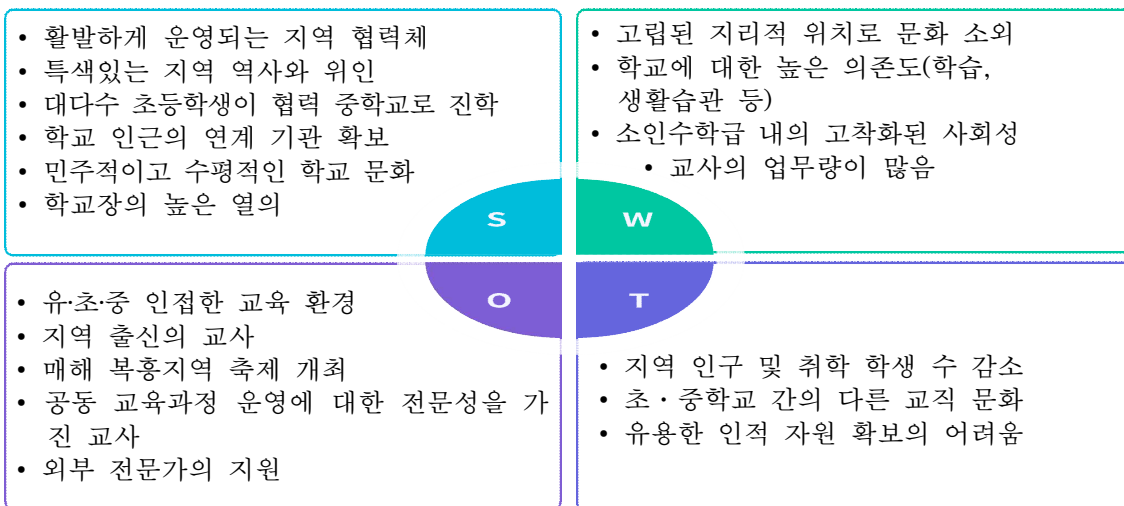 • 활발하게 운영되는 지역 협력체
• 특색있는 지역 역사와 위인
• 대다수 초등학생이 협력 중학교로 진학
• 학교 인근의 연계 기관 확보
• 민주적이고 수평적인 학교 문화
• 학교장의 높은 열의
S
• 고립된 지리적 위치로 문화 소외
• 학교에 대한 높은 의존도(학습,
생활습관 등)
• 소인수학급 내의 고착화된 사회성
• 교사의 업무량이 많음
W
• 유·초·중 인접한 교육 환경
• 지역 출신의 교사
• 매해 복흥지역 축제 개최
• 공동 교육과정 운영에 대한 전문성을 가
진 교사
• 외부 전문가의 지원
O
• 지역 인구 및 취학 학생 수 감소
• 초·중학교 간의 다른 교직 문화
• 유용한 인적 자원 확보의 어려움
T